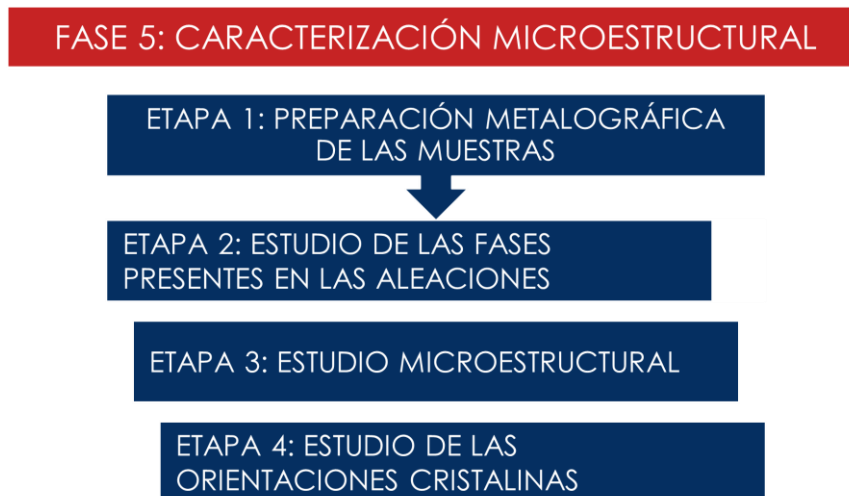 FASE 5: CARACTERIZACIÓN MICROESTRUCTURAL
ETAPA 1: PREPARACIÓN METALOGRÁFICA
DE LAS MUESTRAS
ETAPA 2: ESTUDIO DE LAS FASES
PRESENTES EN LAS ALEACIONES
ETAPA 3: ESTUDIO MICROESTRUCTURAL
ETAPA 4: ESTUDIO DE LAS
ORIENTACIONES CRISTALINAS